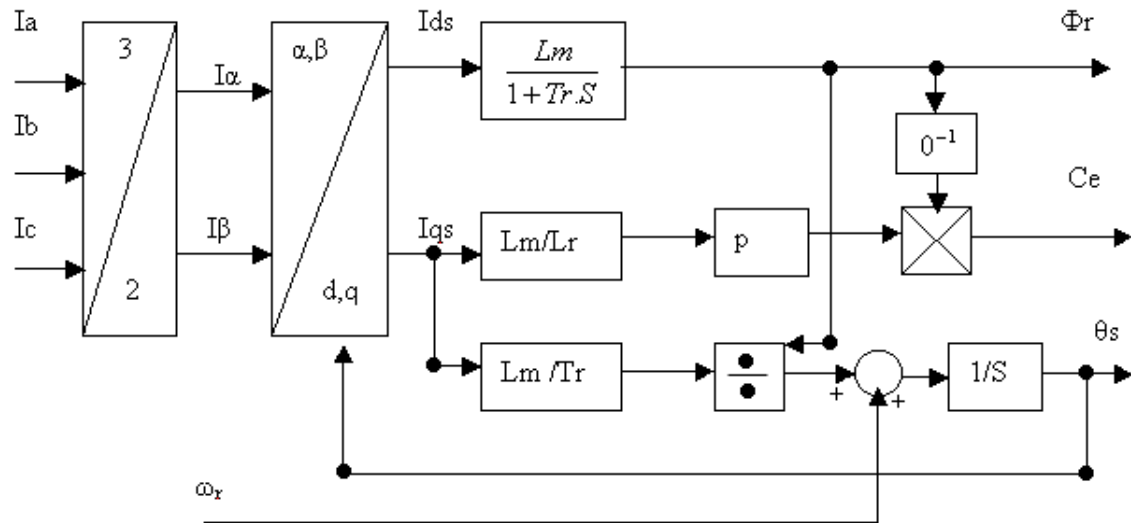 Ia
Ib
Ic
3
2
Iα
Iβ
α,β
d,q
Ids
Iqs
Lm
1+Tr.S
Lm/Lr
p
Lm /Tr
0⁻¹
+
+
1/S
Φr
Ce
θs
ωᵣ